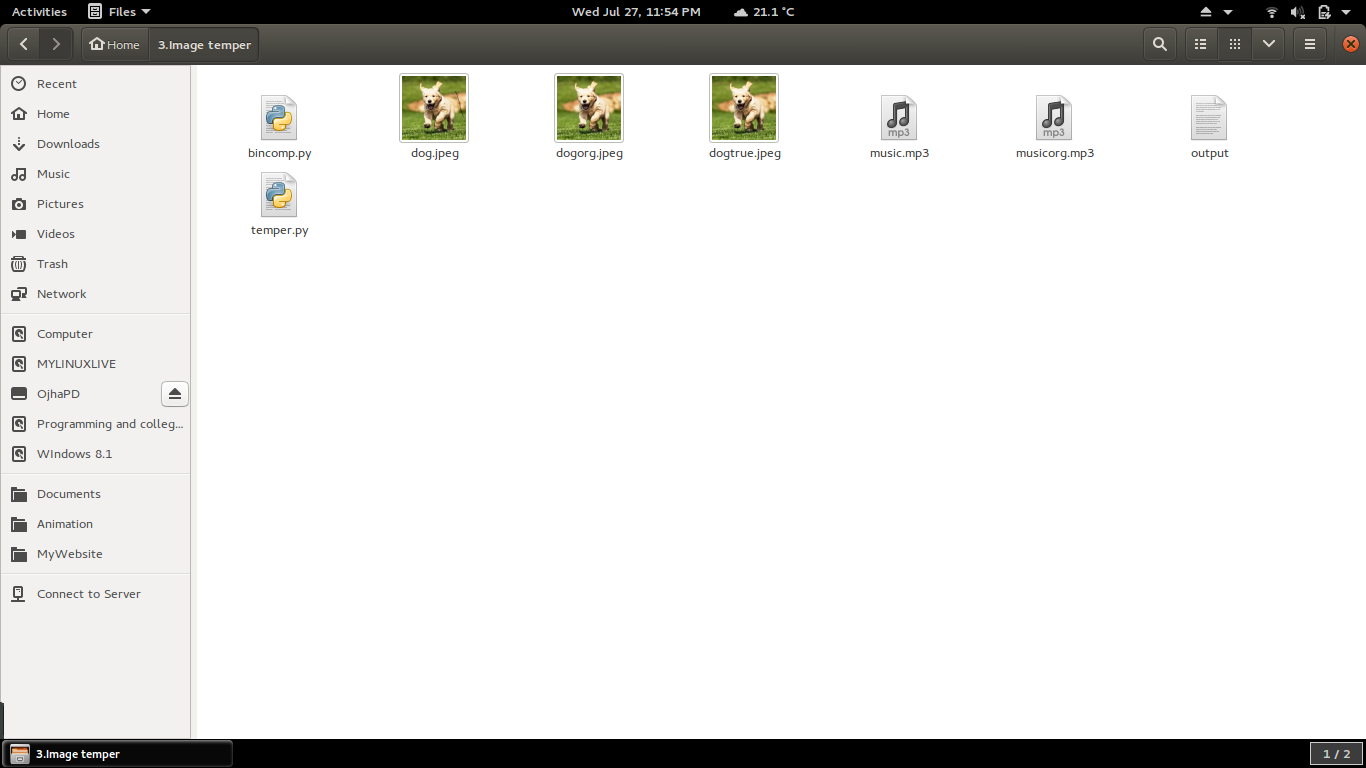 Activities Files Wed Jul 27, 11:54 PM 21.1 °C
Home 3.Image temper
Recent
Home
Downloads
Music
Pictures
Videos
Trash
Network
Computer
MYLINUXLIVE
OjhaPD
Programming and colleg...
WIndows 8.1
Documents
Animation
MyWebsite
Connect to Server
mp3 mp3
bincomp.py dog.jpeg dogorg.jpeg dogtrue.jpeg music.mp3 musicorg.mp3 output
temper.py
3.Image temper 1 / 2